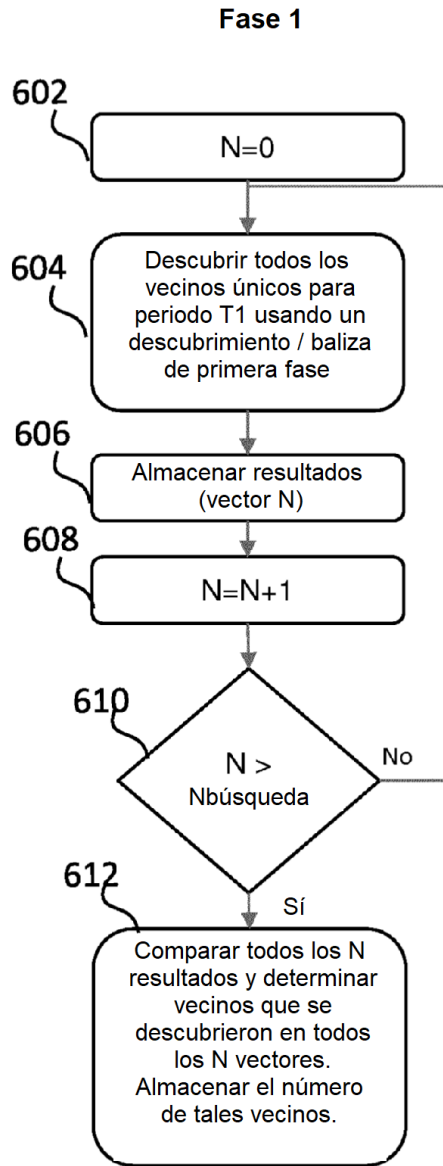 Fase 1
602
N=0
604
Descubrir todos los
vecinos únicos para
periodo T1 usando un
descubrimiento / baliza
de primera fase
606
Almacenar resultados
(vector N)
608
N=N+1
610
N >
Nbúsqueda
No
Sí
612
Comparar todos los N
resultados y determinar
vecinos que se
descubrieron en todos
los N vectores.
Almacenar el número
de tales vecinos.